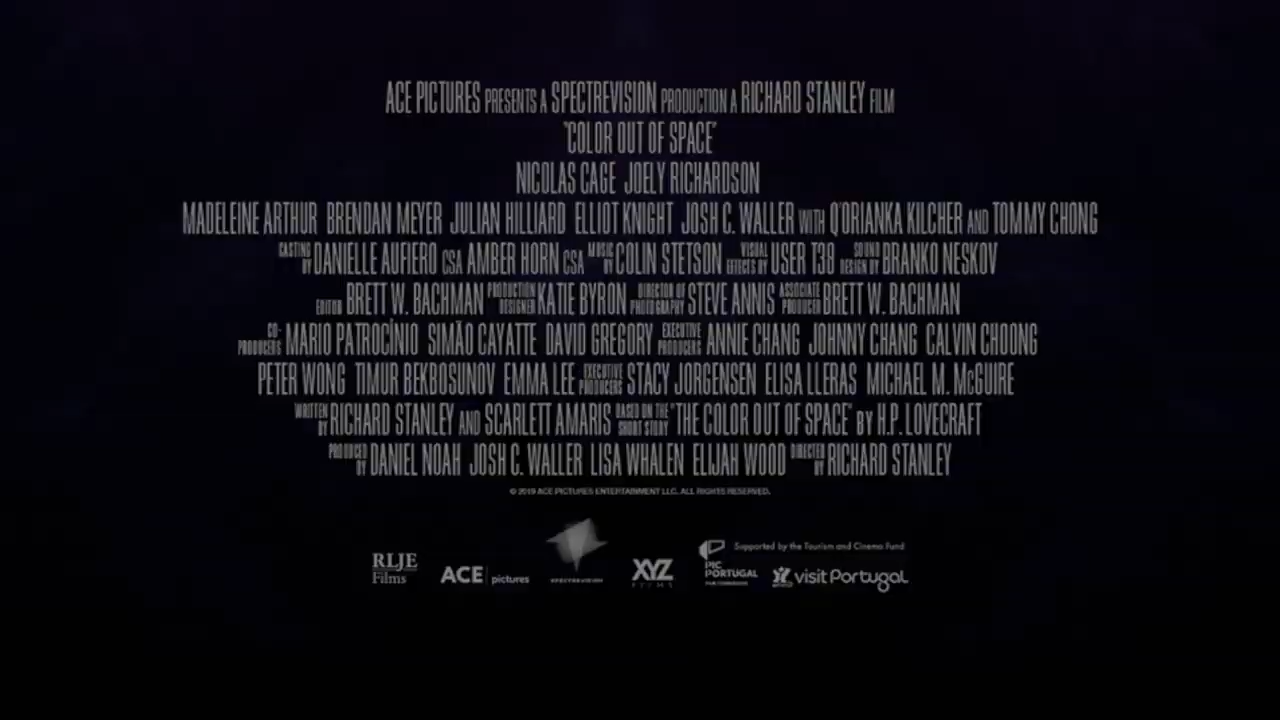 ACE PICTURES PRESENTS A SPECTREVISION PRODUCTION A RICHARD STANLEY FILM
"COLOR OUT OF SPACE"
NICOLAS CAGE JOELY RICHARDSON
MADELEINE ARTHUR BRENDAN MEYER JULIAN HILLIARD ELLIOT KNIGHT JOSH C. WALLER WITH Q'ORIANKA KILCHER AND TOMMY CHONG
CASTING BY DANIELLE AUFIERO CSA AMBER HORN CSA MUSIC BY COLIN STETSON VISUAL EFFECTS BY USER T38 SOUND DESIGN BY BRANKO NESKOV
EDITOR BRETT W. BACHMAN PRODUCTION DESIGNER KATIE BYRON DIRECTOR OF PHOTOGRAPHY STEVE ANNIS ASSOCIATE PRODUCER BRETT W. BACHMAN
CO-PRODUCERS MARIO PATROCÍNIO SIMÃO CAYATTE DAVID GREGORY EXECUTIVE PRODUCERS ANNIE CHANG JOHNNY CHANG CALVIN CHOONG
PETER WONG TIMUR BEKBOSUNOV EMMA LEE EXECUTIVE PRODUCERS STACY JORGENSEN ELISA LLERAS MICHAEL M. McGUIRE
WRITTEN BY RICHARD STANLEY AND SCARLETT AMARIS BASED ON THE SHORT STORY "THE COLOR OUT OF SPACE" BY H.P. LOVECRAFT
PRODUCED BY DANIEL NOAH JOSH C. WALLER LISA WHALEN ELIJAH WOOD DIRECTED BY RICHARD STANLEY
© 2019 ACE PICTURES ENTERTAINMENT LLC. ALL RIGHTS RESERVED.
RLJE Films
ACE pictures
SPECTREVISION
XYZ FILMS
PIC PORTUGAL
FILM COMMISSION
Supported by the Tourism and Cinema Fund
visit Portugal